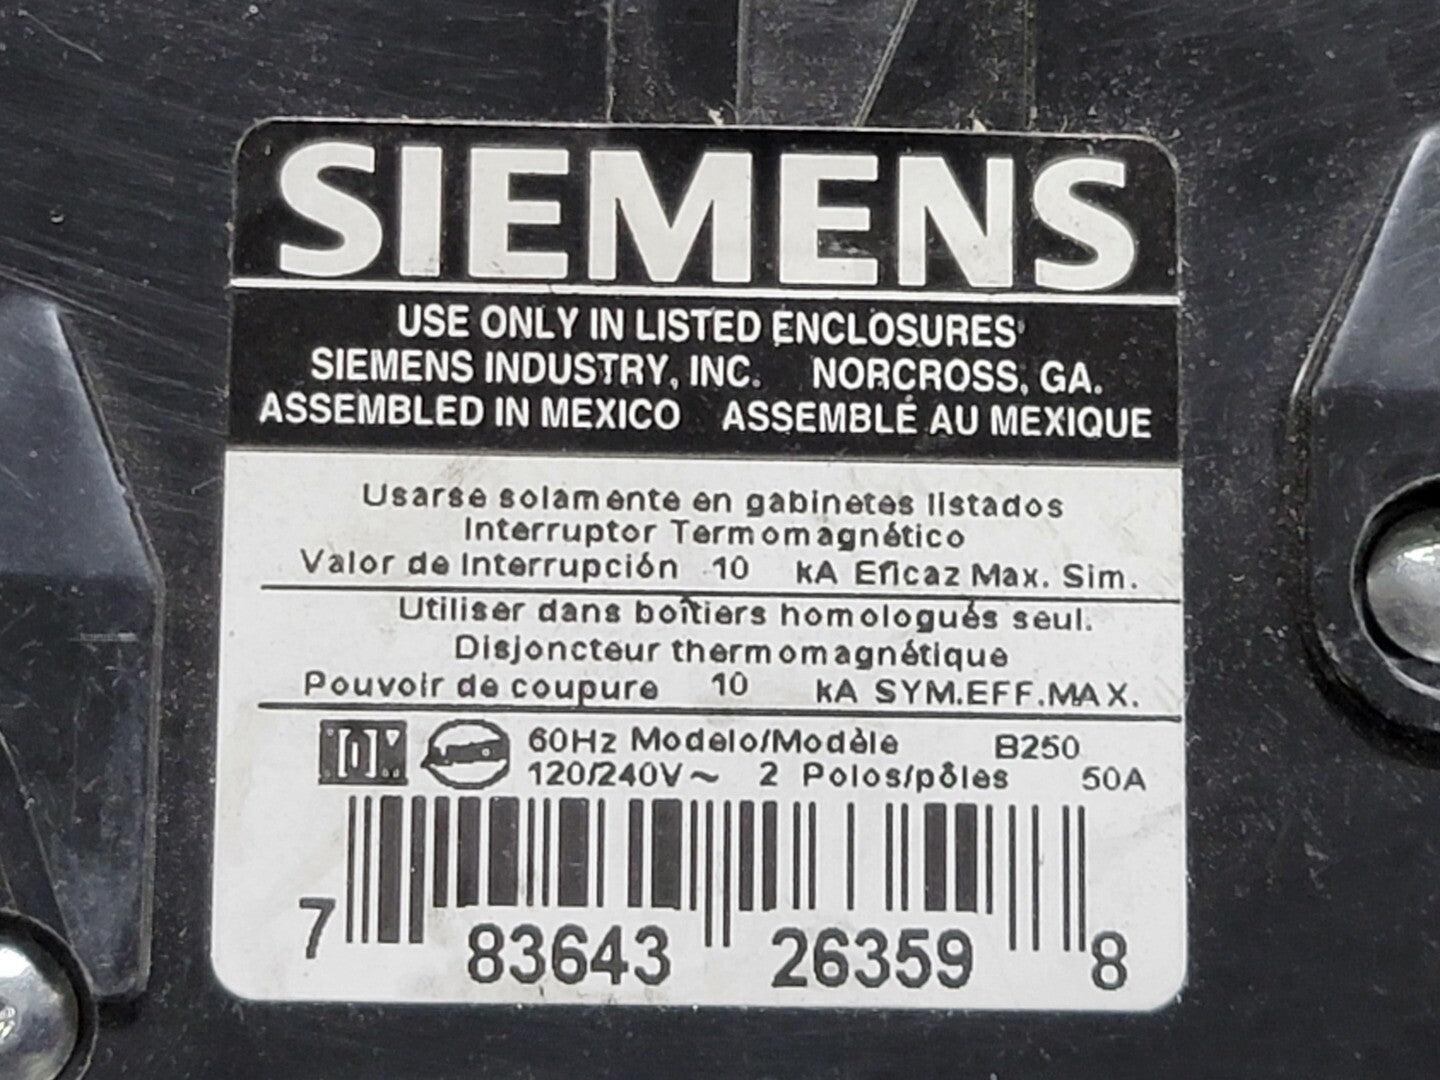 SIEMENS
USE ONLY IN LISTED ENCLOSURES
SIEMENS INDUSTRY, INC. NORCROSS, GA.
ASSEMBLED IN MEXICO ASSEMBLÉ AU MEXIQUE
Usarse solamente en gabinetes listados
Interruptor Termomagnético
Valor de Interrupción 10 kA Eficaz Max. Sim.
Utiliser dans boîtiers homologués seul.
Disjoncteur thermomagnétique
Pouvoir de coupure 10 kA SYM.EFF.MAX.
60Hz Modelo/Modèle B250
120/240V~ 2 Polos/pôles 50A
7 83643 26359 8